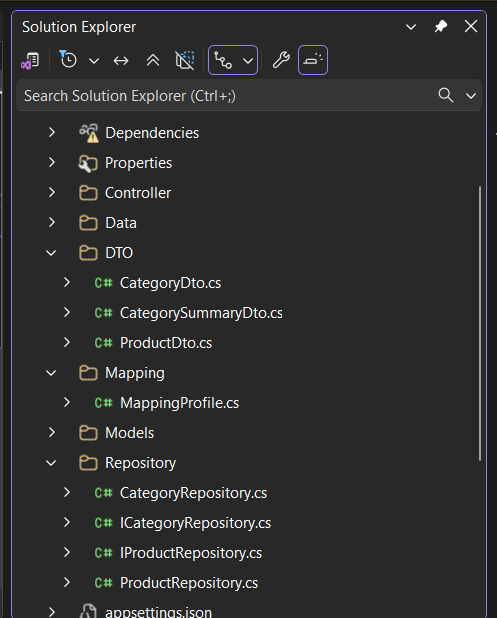 Solution Explorer
Search Solution Explorer (Ctrl+;)
Dependencies
Properties
Controller
Data
DTO
C# CategoryDto.cs
C# CategorySummaryDto.cs
C# ProductDto.cs
Mapping
C# MappingProfile.cs
Models
Repository
C# CategoryRepository.cs
C# ICategoryRepository.cs
C# IProductRepository.cs
C# ProductRepository.cs
appsettings.json